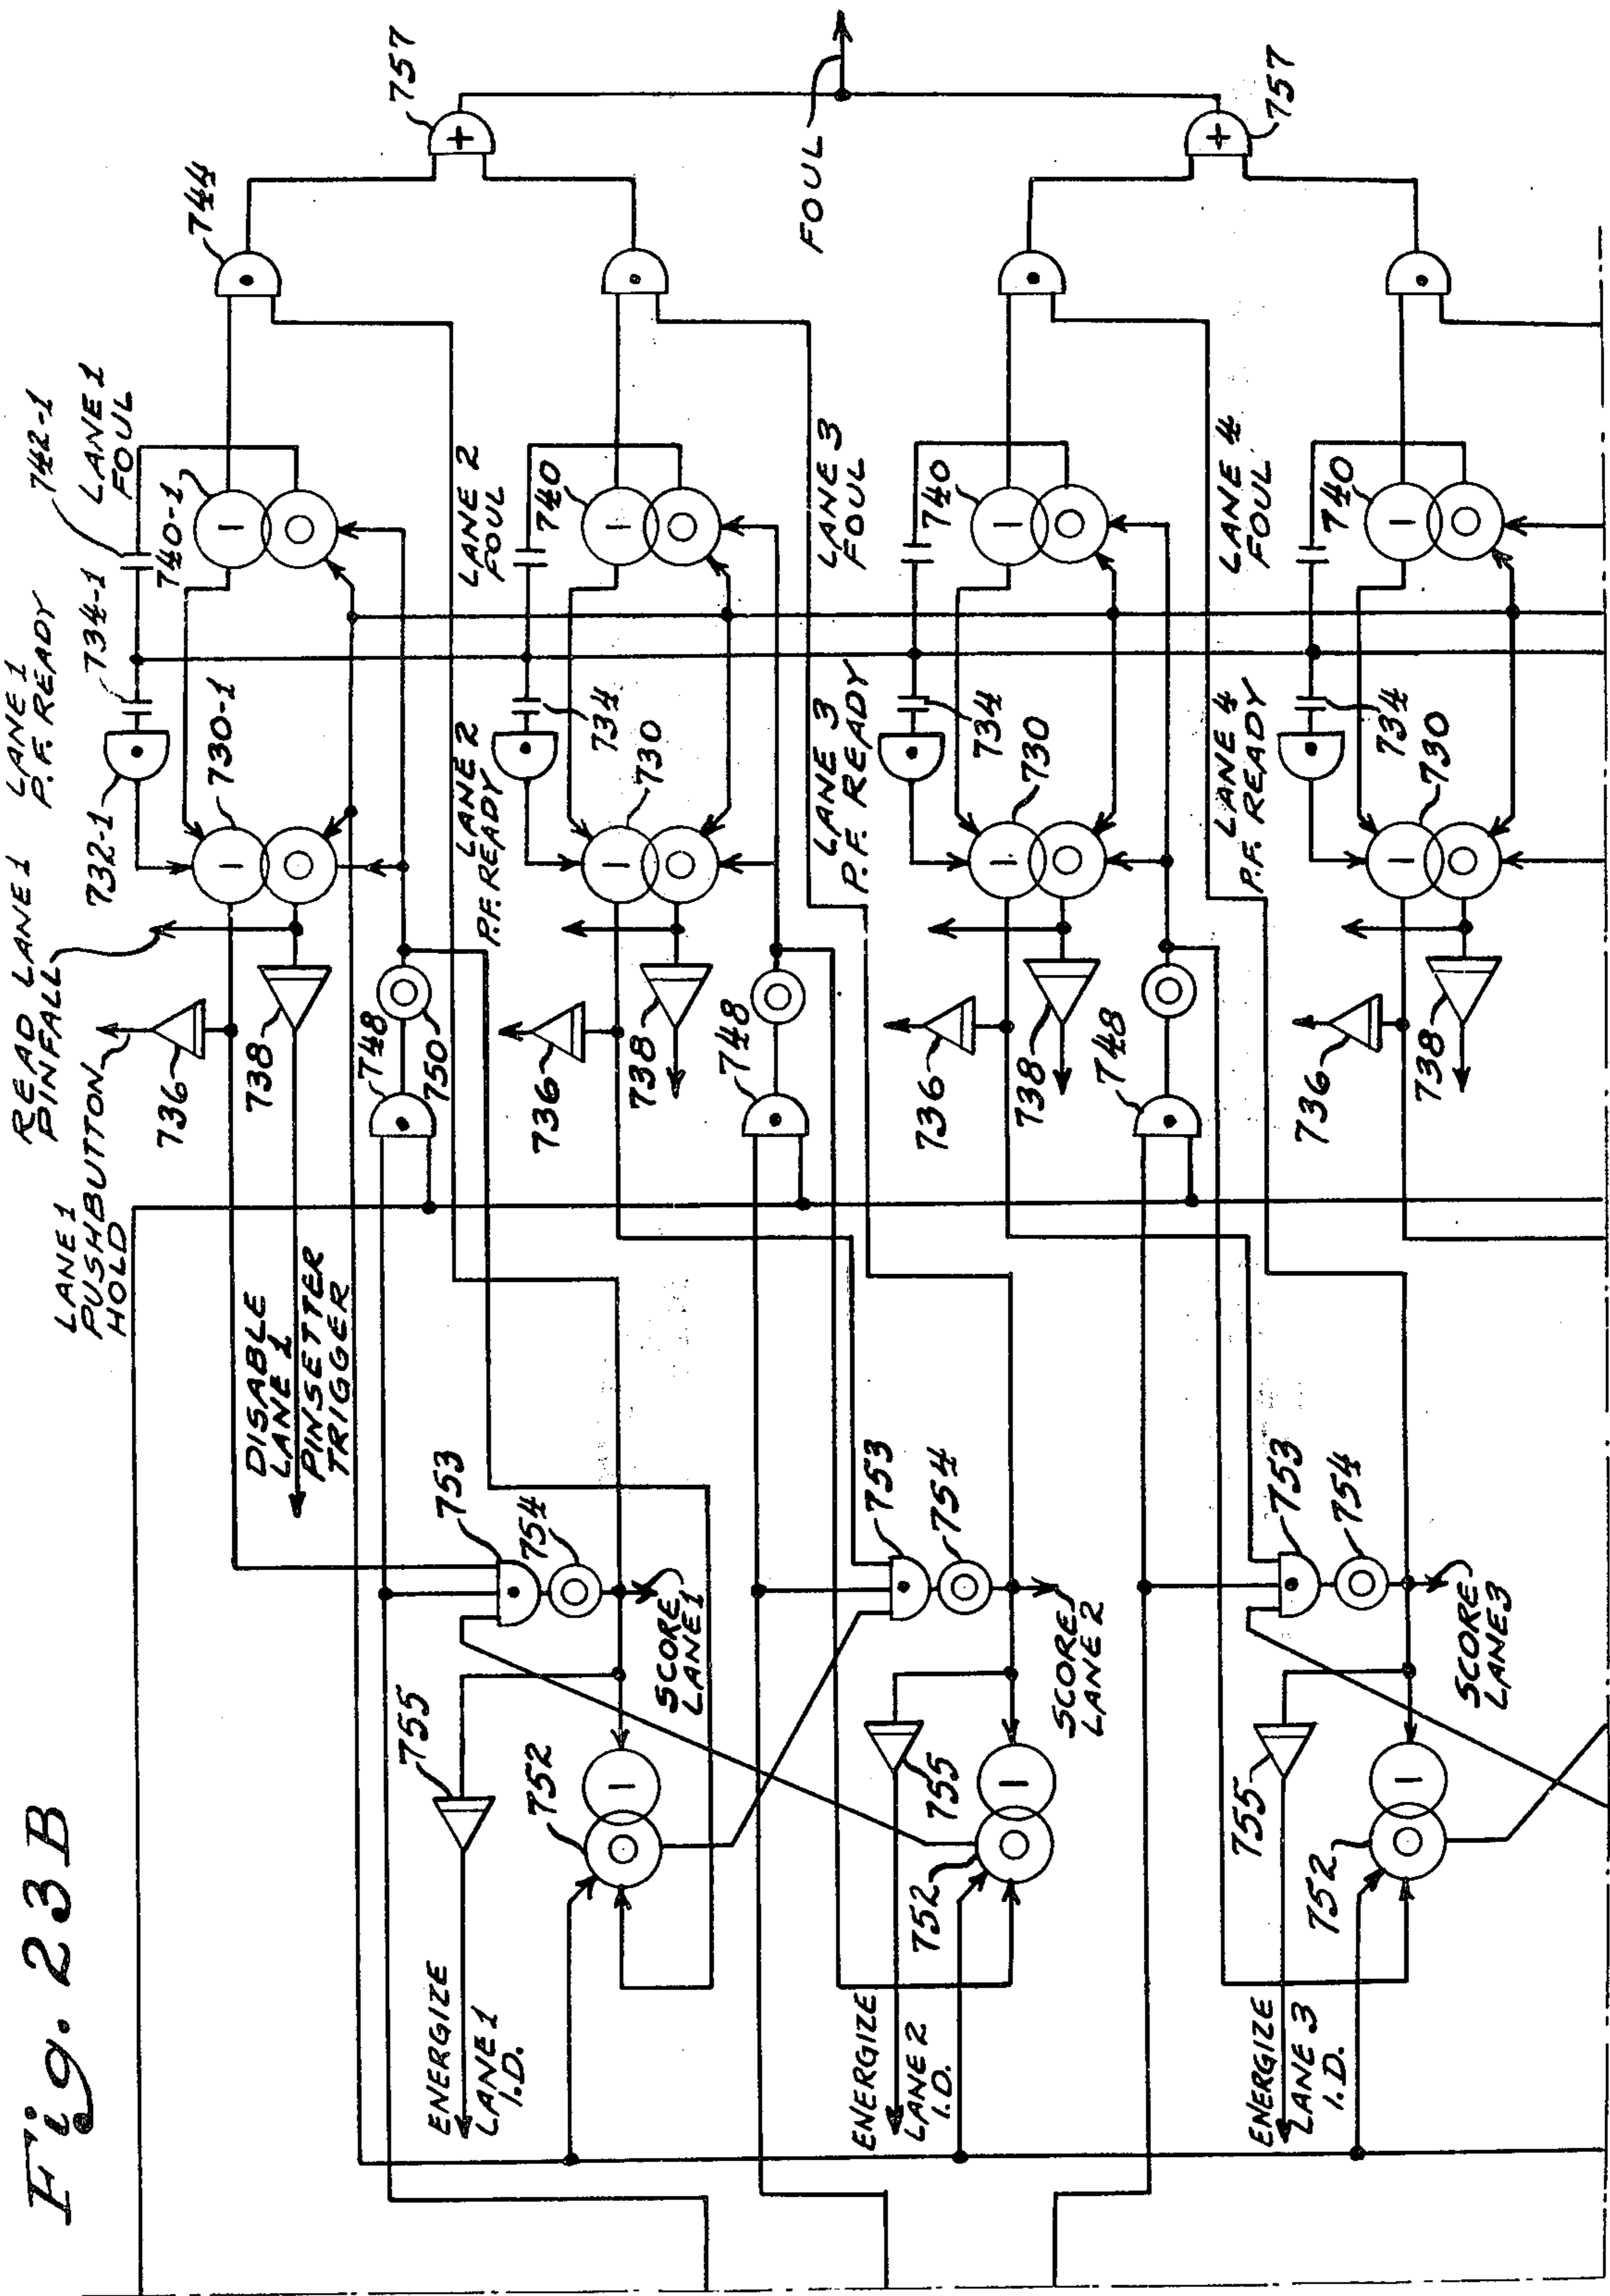 Fig. 23B
LANE 1
PUSHBUTTON
HOLD
READ LANE 1
PINFALL
LANE 1
P.F. READY
732-1
734-1
742-1
LANE 1
FOUL
740-1
730-1
744
757
736
738
DISABLE
LANE 1
PINSETTER
TRIGGER
748
750
753
754
755
ENERGIZE
LANE 1
I.D.
752
SCORE
LANE 1
LANE 2
P.F. READY
734
730
LANE 2
FOUL
740
736
738
748
753
754
755
ENERGIZE
LANE 2
I.D.
752
SCORE
LANE 2
FOUL
LANE 3
P.F. READY
734
730
LANE 3
FOUL
740
757
736
738
748
753
754
755
ENERGIZE
LANE 3
I.D.
752
SCORE
LANE 3
LANE 4
P.F. READY
734
730
LANE 4
FOUL
740
736
738